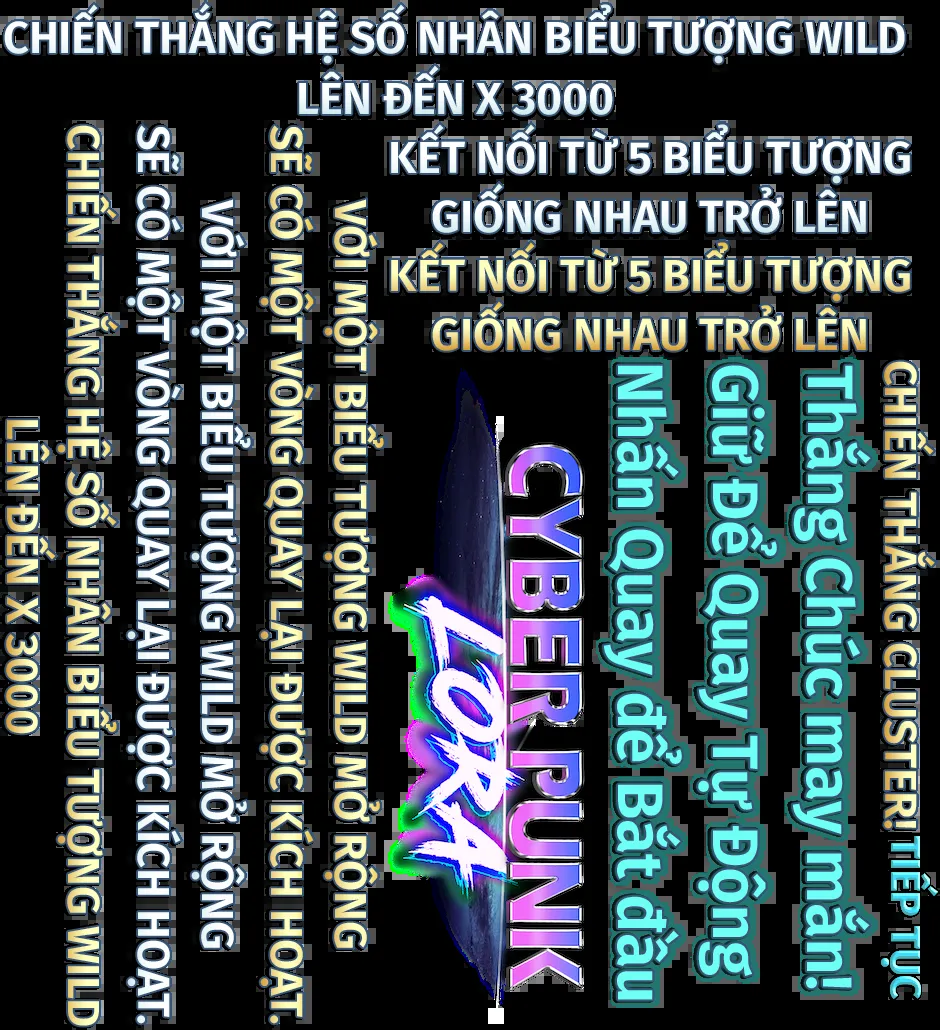 CHIẾN THẮNG HỆ SỐ NHÂN BIỂU TƯỢNG WILD
LÊN ĐẾN X 3000
KẾT NỐI TỪ 5 BIỂU TƯỢNG
GIỐNG NHAU TRỞ LÊN
KẾT NỐI TỪ 5 BIỂU TƯỢNG
GIỐNG NHAU TRỞ LÊN
CHIẾN THẮNG CLUSTER!
TIẾP TỤC
Thắng Chúc may mắn!
Giữ Để Quay Tự Động
Nhấn Quay để Bắt đầu
CYBER PUNK
LORA
VỚI MỘT BIỂU TƯỢNG WILD MỞ RỘNG
SẼ CÓ MỘT VÒNG QUAY LẠI ĐƯỢC KÍCH HOẠT.
VỚI MỘT BIỂU TƯỢNG WILD MỞ RỘNG
SẼ CÓ MỘT VÒNG QUAY LẠI ĐƯỢC KÍCH HOẠT.
CHIẾN THẮNG HỆ SỐ NHÂN BIỂU TƯỢNG WILD
LÊN ĐẾN X 3000